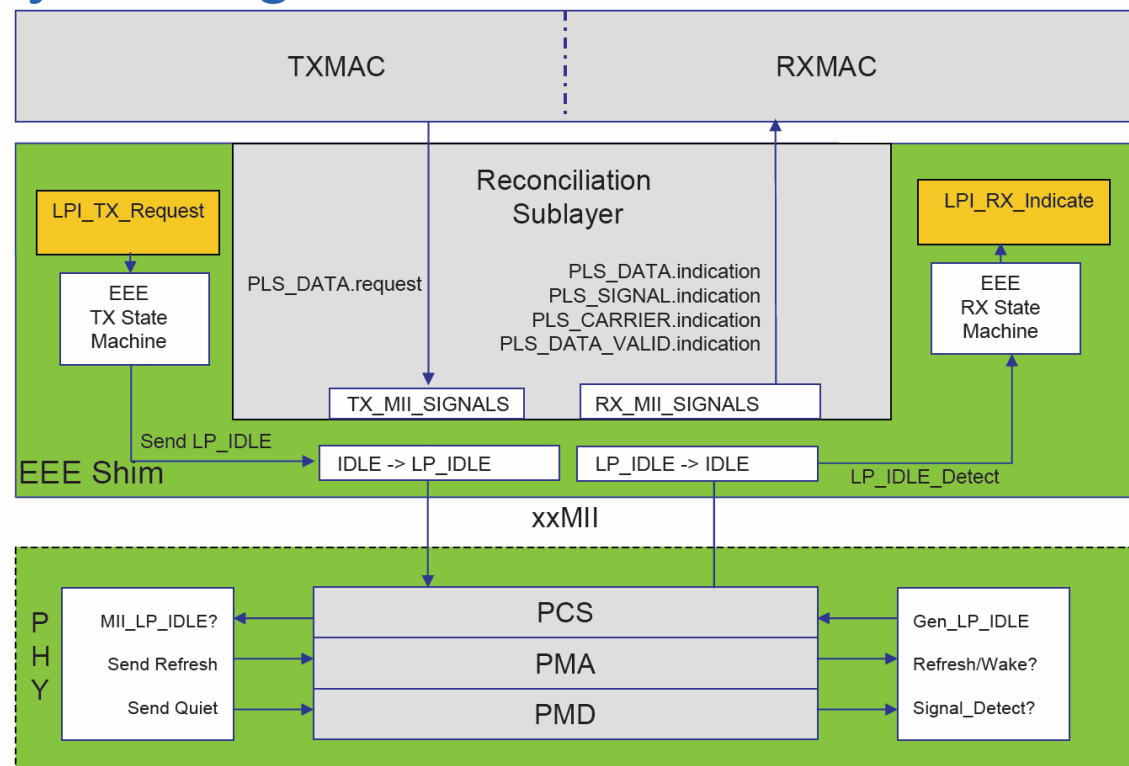 TXMAC
RXMAC
Reconciliation
Sublayer
LPI_TX_Request
LPI_RX_Indicate
EEE
TX State
Machine
PLS_DATA.request
PLS_DATA.indication
PLS_SIGNAL.indication
PLS_CARRIER.indication
PLS_DATA_VALID.indication
EEE
RX State
Machine
TX_MII_SIGNALS
RX_MII_SIGNALS
Send LP_IDLE
IDLE -> LP_IDLE
LP_IDLE -> IDLE
LP_IDLE_Detect
EEE Shim
xxMII
P
H
Y
MII_LP_IDLE?
Send Refresh
Send Quiet
PCS
PMA
PMD
Gen_LP_IDLE
Refresh/Wake?
Signal_Detect?